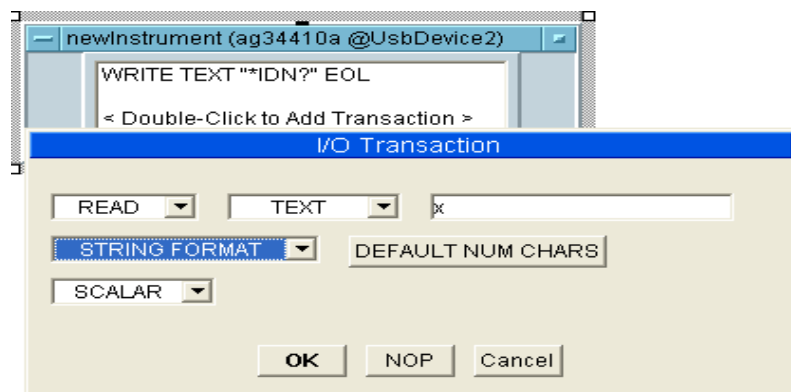 newInstrument (ag34410a @UsbDevice2)
WRITE TEXT "*IDN?" EOL
< Double-Click to Add Transaction >
I/O Transaction
READ TEXT x
STRING FORMAT DEFAULT NUM CHARS
SCALAR
OK NOP Cancel